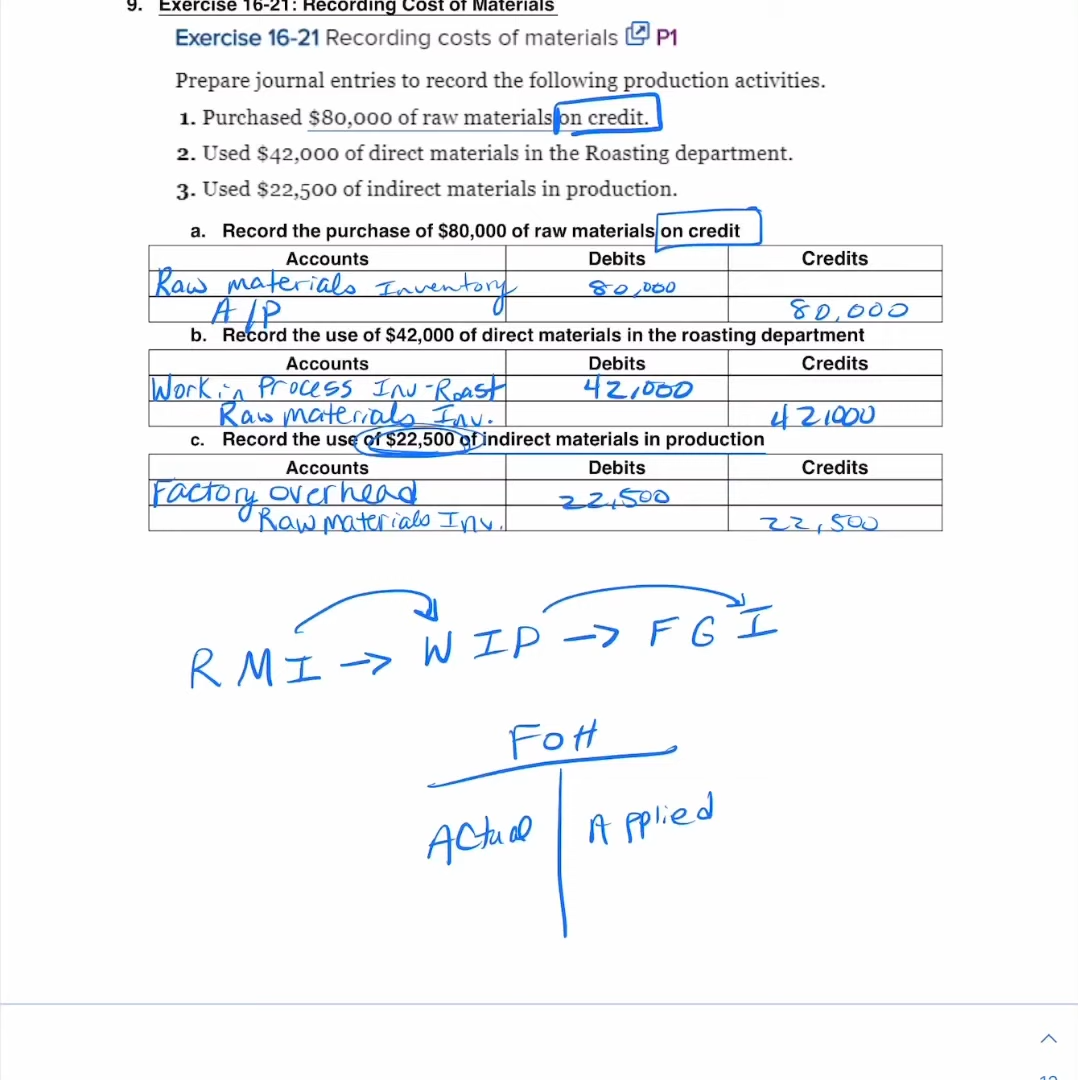 9. Exercise 16-21: Recording Cost of Materials
Exercise 16-21 Recording costs of materials P1
Prepare journal entries to record the following production activities.
1. Purchased $80,000 of raw materials on credit.
2. Used $42,000 of direct materials in the Roasting department.
3. Used $22,500 of indirect materials in production.
a. Record the purchase of $80,000 of raw materials on credit
Accounts Debits Credits
Raw materials Inventory 80,000
A/P 80,000
b. Record the use of $42,000 of direct materials in the roasting department
Accounts Debits Credits
Work in Process Inv-Roast 42,000
Raw materials Inv. 42,000
c. Record the use of $22,500 of indirect materials in production
Accounts Debits Credits
Factory overhead 22,500
Raw materials Inv. 22,500
RMI → WIP → FGI
FOH
Actual Applied